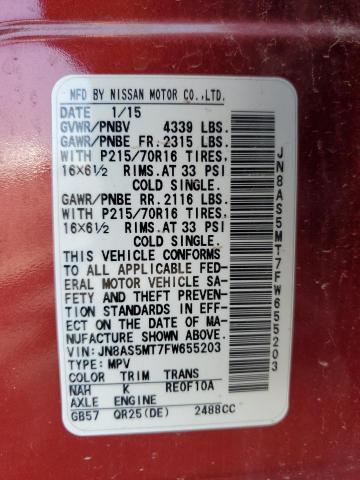 MFD BY NISSAN MOTOR CO.,LTD.
DATE 1/15
GVWR/PNBV 4339 LBS.
GAWR/PNBE FR. 2315 LBS.
WITH P215/70R16 TIRES,
16X6½ RIMS.AT 33 PSI
COLD SINGLE.
GAWR/PNBE RR. 2116 LBS.
WITH P215/70R16 TIRES,
16X6½ RIMS.AT 33 PSI
COLD SINGLE.
THIS VEHICLE CONFORMS
TO ALL APPLICABLE FED-
ERAL MOTOR VEHICLE SA-
FETY AND THEFT PREV-
ENTION STANDARDS IN EFF-
ECT ON THE DATE OF MA-
NUFACTURE SHOWN ABOVE.
VIN:JN8AS5MT7FW655203
TYPE: MPV
COLOR TRIM TRANS
NAH K RE0F10A
AXLE ENGINE
GB57 QR25(DE) 2488CC
JN8AS5MT7FW655203